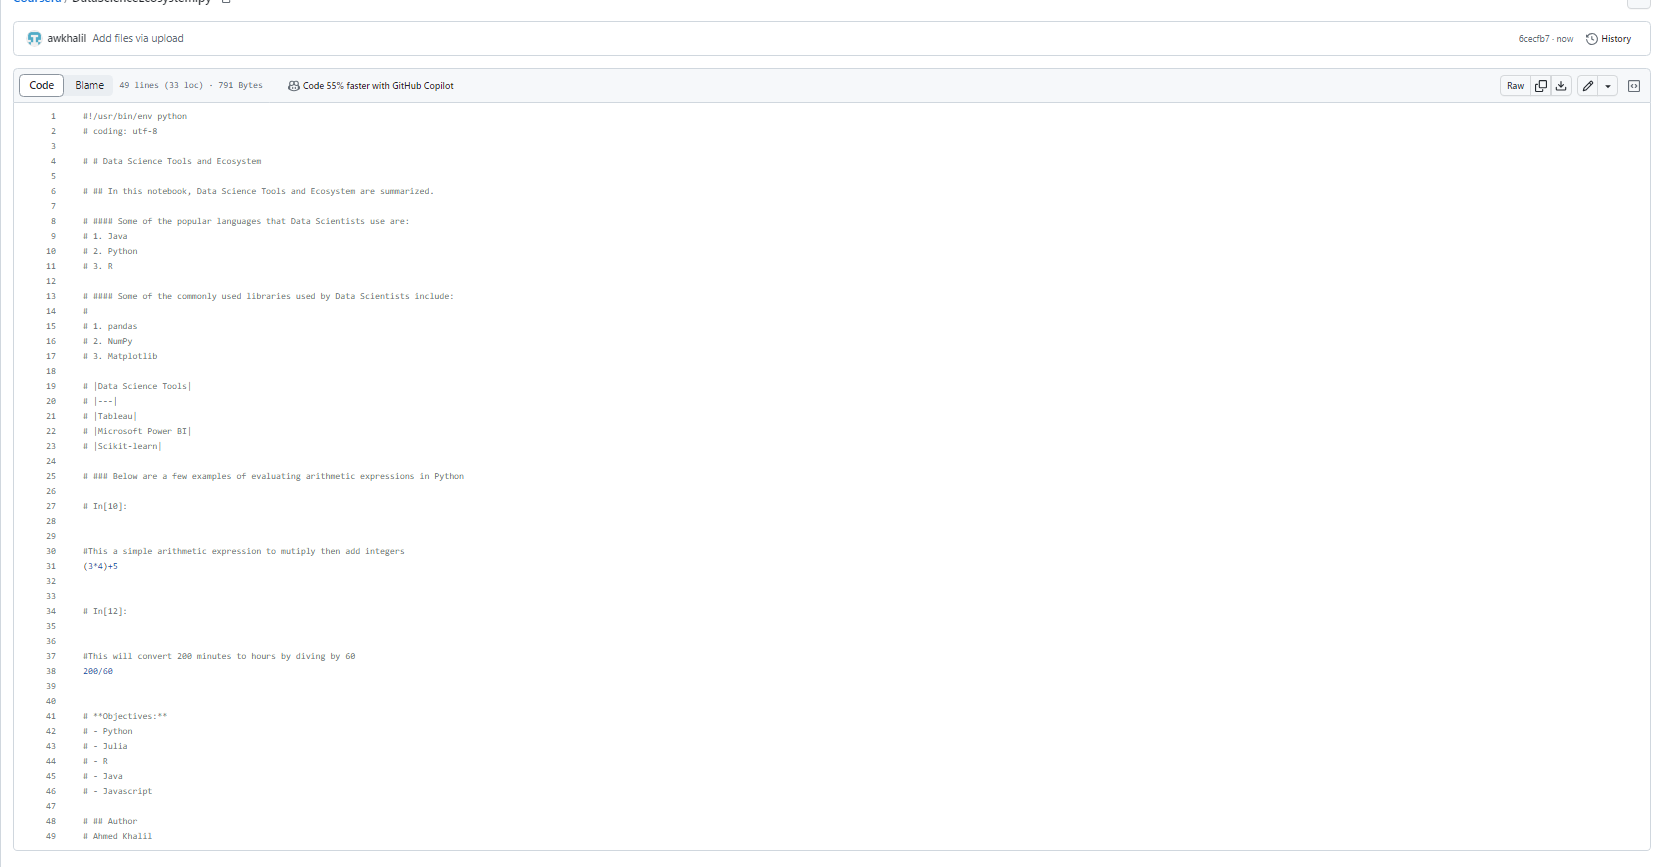 Coursera / DataScienceEcosystem.py
awkhalil Add files via upload
6cecfb7 · now History
Code Blame 49 lines (33 loc) · 791 Bytes Code 55% faster with GitHub Copilot
Raw
1 #!/usr/bin/env python
2 # coding: utf-8
3
4 # # Data Science Tools and Ecosystem
5
6 # ## In this notebook, Data Science Tools and Ecosystem are summarized.
7
8 # #### Some of the popular languages that Data Scientists use are:
9 # 1. Java
10 # 2. Python
11 # 3. R
12
13 # #### Some of the commonly used libraries used by Data Scientists include:
14 #
15 # 1. pandas
16 # 2. NumPy
17 # 3. Matplotlib
18
19 # |Data Science Tools|
20 # |---|
21 # |Tableau|
22 # |Microsoft Power BI|
23 # |Scikit-learn|
24
25 # ### Below are a few examples of evaluating arithmetic expressions in Python
26
27 # In[10]:
28
29
30 #This a simple arithmetic expression to mutiply then add integers
31 (3*4)+5
32
33
34 # In[12]:
35
36
37 #This will convert 200 minutes to hours by diving by 60
38 200/60
39
40
41 # **Objectives:**
42 # - Python
43 # - Julia
44 # - R
45 # - Java
46 # - Javascript
47
48 # ## Author
49 # Ahmed Khalil